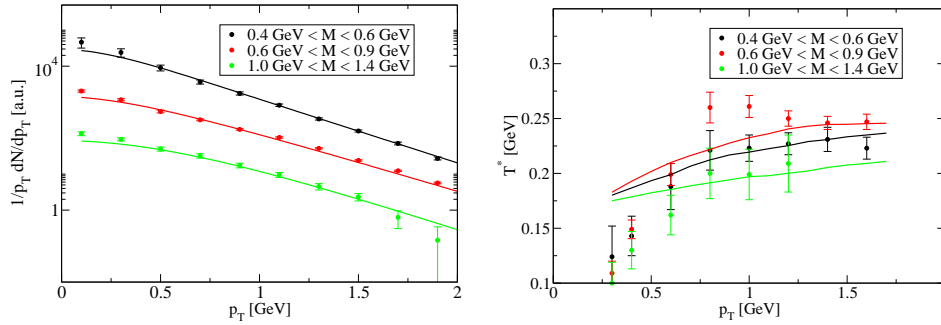 1/p_T dN/dp_T [a.u.]
10^4
1
0.4 GeV < M < 0.6 GeV
0.6 GeV < M < 0.9 GeV
1.0 GeV < M < 1.4 GeV
0 0.5 1 1.5 2
p_T [GeV]
T^* [GeV]
0.3
0.25
0.2
0.15
0.1
0.4 GeV < M < 0.6 GeV
0.6 GeV < M < 0.9 GeV
1.0 GeV < M < 1.4 GeV
0 0.5 1 1.5
p_T [GeV]